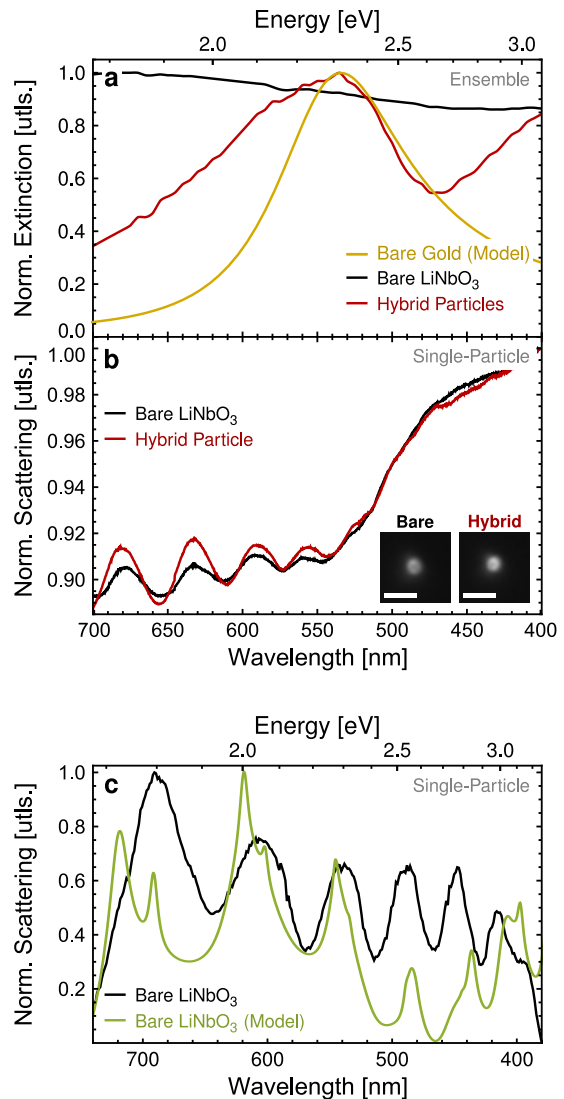 Energy [eV]
2.0 2.5 3.0
a
Ensemble
1.0
0.8
0.6
0.4
0.2
0.0
Norm. Extinction [utls.]
Bare Gold (Model)
Bare LiNbO3
Hybrid Particles
b
Single-Particle
1.00
0.98
0.96
0.94
0.92
0.90
Norm. Scattering [utls.]
Bare LiNbO3
Hybrid Particle
Bare Hybrid
700 650 600 550 500 450 400
Wavelength [nm]
Energy [eV]
2.0 2.5 3.0
c
Single-Particle
1.0
0.8
0.6
0.4
0.2
Norm. Scattering [utls.]
Bare LiNbO3
Bare LiNbO3 (Model)
700 600 500 400
Wavelength [nm]